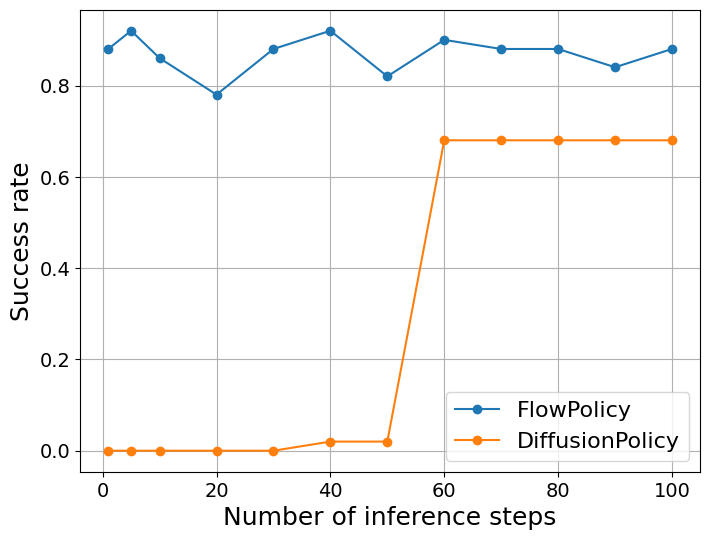 Success rate
0.8
0.6
0.4
0.2
0.0
FlowPolicy
DiffusionPolicy
0 20 40 60 80 100
Number of inference steps